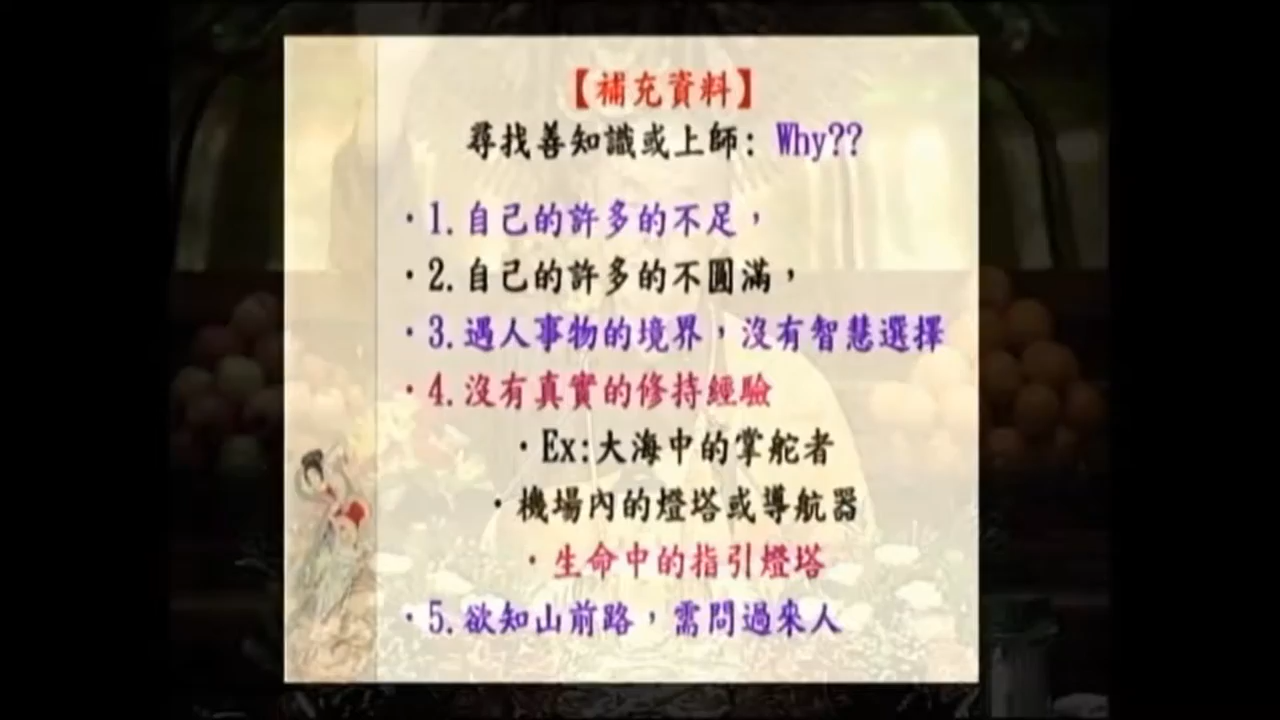 【補充資料】
尋找善知識或上師: Why??
·1.自己的許多的不足，
·2.自己的許多的不圓滿，
·3.遇人事物的境界，沒有智慧選擇
·4.沒有真實的修持經驗
·Ex:大海中的掌舵者
·機場內的燈塔或導航器
·生命中的指引燈塔
·5.欲知山前路，需問過來人